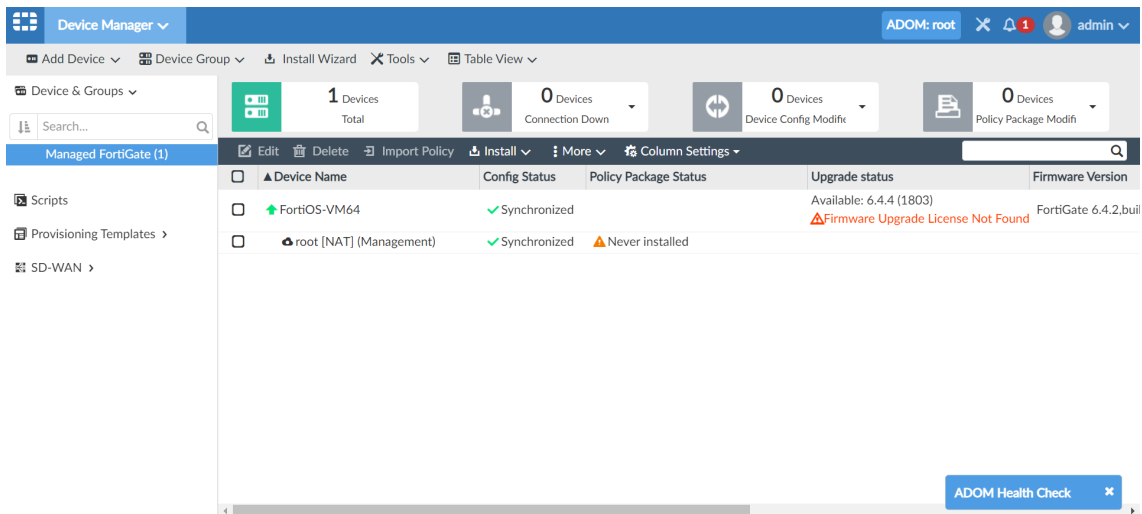 Device Manager
ADOM: root
1
admin
Add Device
Device Group
Install Wizard
Tools
Table View
Device & Groups
Search...
Managed FortiGate (1)
Scripts
Provisioning Templates
SD-WAN
1 Devices
Total
0 Devices
Connection Down
0 Devices
Device Config Modifie
0 Devices
Policy Package Modifi
Edit
Delete
Import Policy
Install
More
Column Settings
Device Name
Config Status
Policy Package Status
Upgrade status
Firmware Version
FortiOS-VM64
Synchronized
Available: 6.4.4 (1803)
Firmware Upgrade License Not Found
FortiGate 6.4.2,buil
root [NAT] (Management)
Synchronized
Never installed
ADOM Health Check